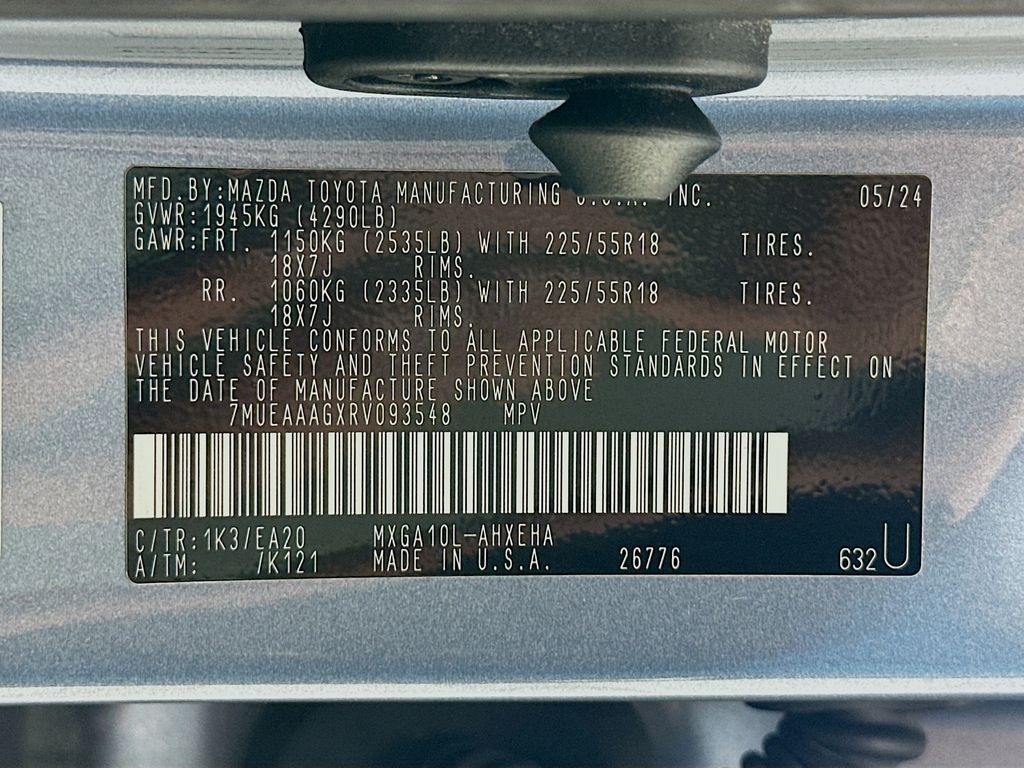 MFD.BY:MAZDA TOYOTA MANUFACTURING U.S.A. INC. 05/24
GVWR:1945KG (4290LB)
GAWR:FRT. 1150KG (2535LB) WITH 225/55R18 TIRES.
18X7J RIMS.
RR. 1060KG (2335LB) WITH 225/55R18 TIRES.
18X7J RIMS.
THIS VEHICLE CONFORMS TO ALL APPLICABLE FEDERAL MOTOR
VEHICLE SAFETY AND THEFT PREVENTION STANDARDS IN EFFECT ON
THE DATE OF MANUFACTURE SHOWN ABOVE
7MUEAAAGXRV093548 MPV
C/TR:1K3/EA20 MXGA10L-AHXEHA
A/TM: /K121 MADE IN U.S.A. 26776 632 U